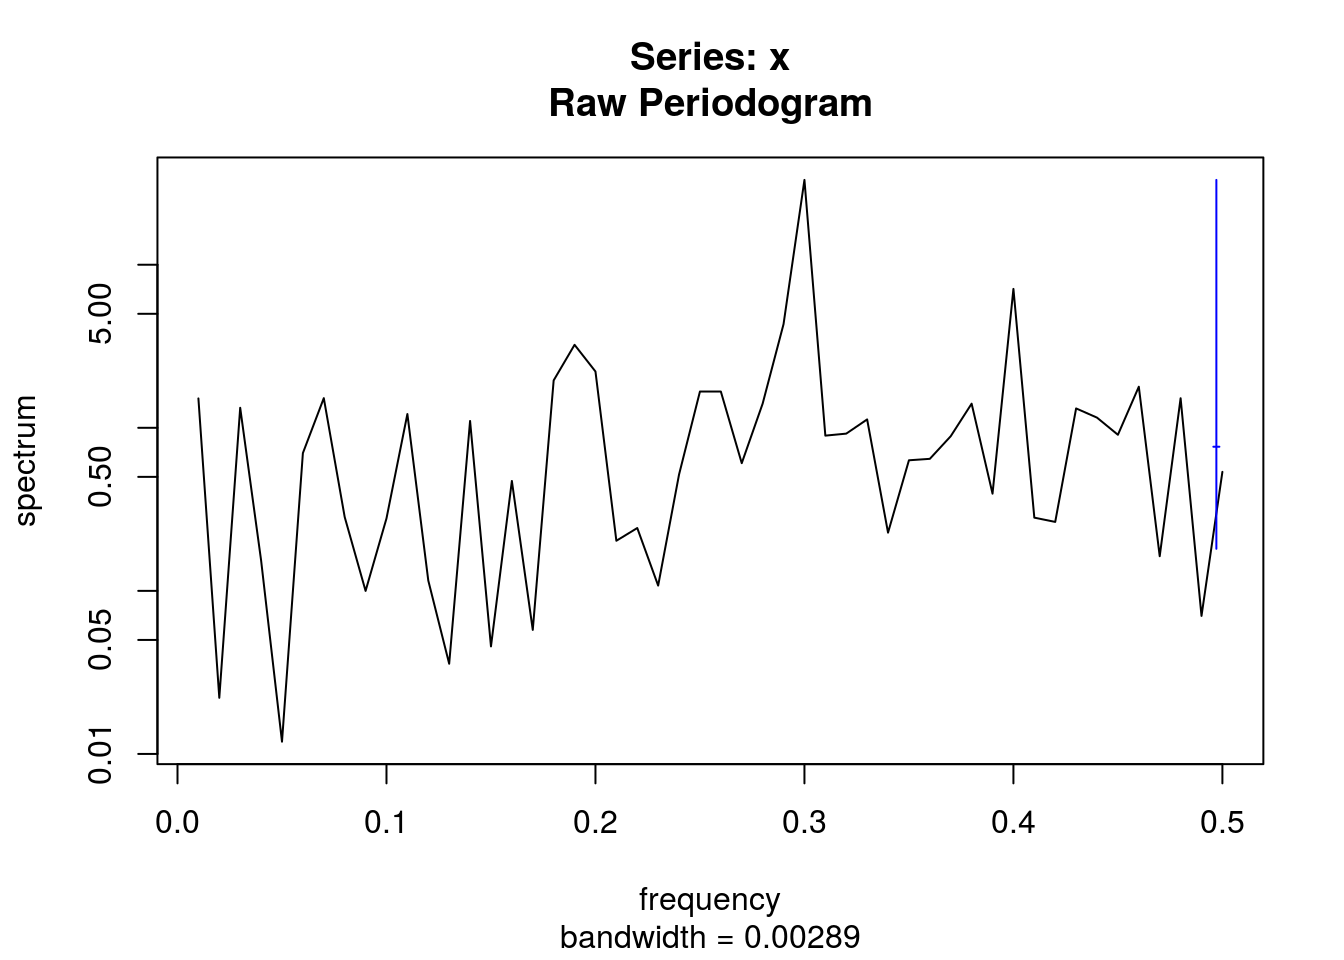 Series: x
Raw Periodogram
spectrum
5.00
0.50
0.05
0.01
0.0 0.1 0.2 0.3 0.4 0.5
frequency
bandwidth = 0.00289